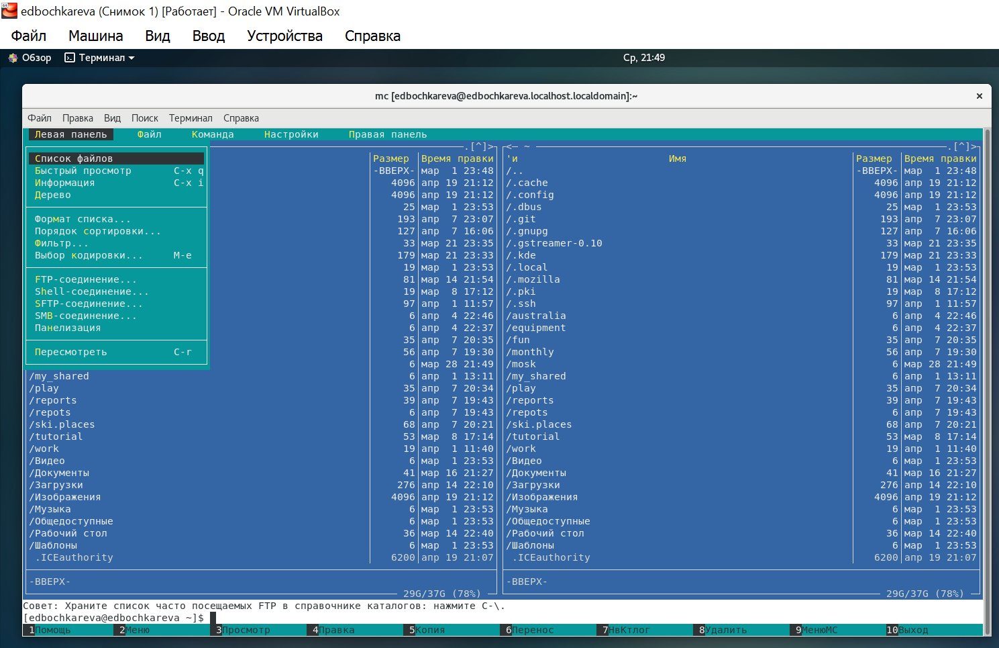 edbochkareva (Снимок 1) [Работает] - Oracle VM VirtualBox
Файл Машина Вид Ввод Устройства Справка
Обзор Терминал Ср, 21:49
mc [edbochkareva@edbochkareva.localhost.localdomain]:~ ×
Файл Правка Вид Поиск Терминал Справка
Левая панель Файл Команда Настройки Правая панель
.[^]> <─ ~ .[^]>
Список файлов Размер Время правки 'и Имя Размер Время правки
Быстрый просмотр C-x q -ВВЕРХ- мар 1 23:48 /.. -ВВЕРХ- мар 1 23:48
Информация C-x i 4096 апр 19 21:12 /.cache 4096 апр 19 21:12
Дерево 4096 апр 19 21:12 /.config 4096 апр 19 21:12
25 мар 1 23:53 /.dbus 25 мар 1 23:53
Формат списка... 193 апр 7 23:07 /.git 193 апр 7 23:07
Порядок сортировки... 127 апр 7 16:06 /.gnupg 127 апр 7 16:06
Фильтр... 33 мар 21 23:35 /.gstreamer-0.10 33 мар 21 23:35
Выбор кодировки... M-e 179 мар 21 23:33 /.kde 179 мар 21 23:33
19 мар 1 23:53 /.local 19 мар 1 23:53
FTP-соединение... 81 мар 14 21:54 /.mozilla 81 мар 14 21:54
Shell-соединение... 19 мар 8 17:12 /.pki 19 мар 8 17:12
SFTP-соединение... 97 апр 1 11:57 /.ssh 97 апр 1 11:57
SMB-соединение... 6 апр 4 22:46 /australia 6 апр 4 22:46
Панелизация 6 апр 4 22:37 /equipment 6 апр 4 22:37
35 апр 7 20:35 /fun 35 апр 7 20:35
Пересмотреть C-r 56 апр 7 19:30 /monthly 56 апр 7 19:30
6 мар 28 21:49 /mosk 6 мар 28 21:49
/my_shared 6 апр 1 13:11 /my_shared 6 апр 1 13:11
/play 35 апр 7 20:34 /play 35 апр 7 20:34
/reports 39 апр 7 19:43 /reports 39 апр 7 19:43
/repots 6 апр 7 19:43 /repots 6 апр 7 19:43
/ski.places 68 апр 7 20:21 /ski.places 68 апр 7 20:21
/tutorial 53 мар 8 17:14 /tutorial 53 мар 8 17:14
/work 19 апр 1 11:40 /work 19 апр 1 11:40
/Видео 6 мар 1 23:53 /Видео 6 мар 1 23:53
/Документы 41 мар 16 21:27 /Документы 41 мар 16 21:27
/Загрузки 276 апр 14 22:10 /Загрузки 276 апр 14 22:10
/Изображения 4096 апр 19 21:12 /Изображения 4096 апр 19 21:12
/Музыка 6 мар 1 23:53 /Музыка 6 мар 1 23:53
/Общедоступные 6 мар 1 23:53 /Общедоступные 6 мар 1 23:53
/Рабочий стол 36 мар 14 22:40 /Рабочий стол 36 мар 14 22:40
/Шаблоны 6 мар 1 23:53 /Шаблоны 6 мар 1 23:53
.ICEauthority 6200 апр 19 21:07 .ICEauthority 6200 апр 19 21:07
-ВВЕРХ- -ВВЕРХ-
29G/37G (78%) 29G/37G (78%)
Совет: Храните список часто посещаемых FTP в справочнике каталогов: нажмите C-\.
[edbochkareva@edbochkareva ~]$
1Помощь 2Меню 3Просмотр 4Правка 5Копия 6Перенос 7НвКтлог 8Удалить 9МенюMC 10Выход